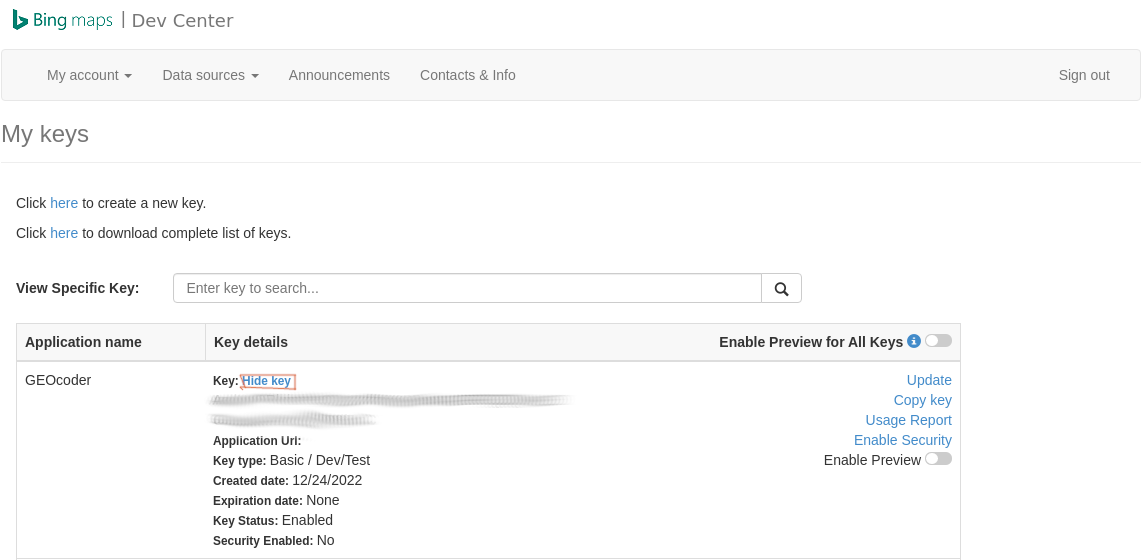 Bing maps | Dev Center
My account Data sources Announcements Contacts & Info Sign out
My keys
Click here to create a new key.
Click here to download complete list of keys.
View Specific Key: Enter key to search...
Application name Key details Enable Preview for All Keys
GEOcoder Key: Hide key Update
Copy key
Usage Report
Application Uri: Enable Security
Key type: Basic / Dev/Test Enable Preview
Created date: 12/24/2022
Expiration date: None
Key Status: Enabled
Security Enabled: No